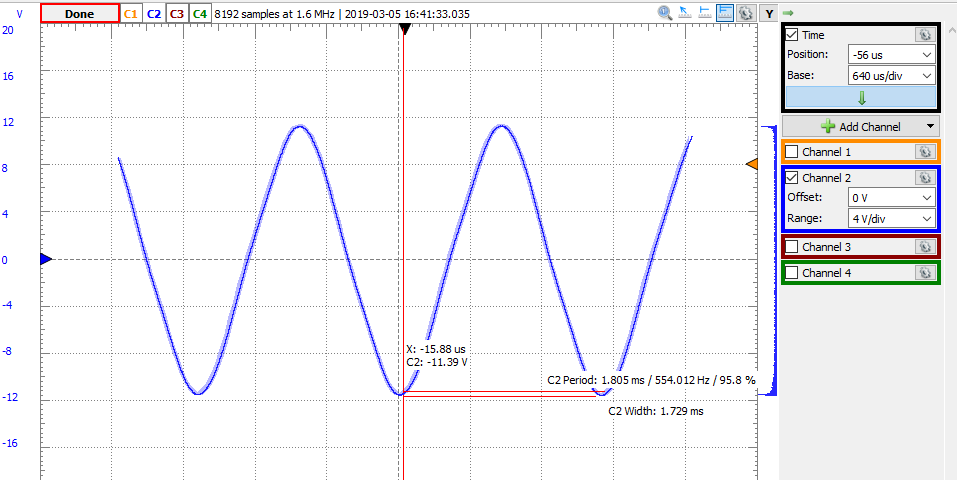 V Done C1 C2 C3 C4 8192 samples at 1.6 MHz | 2019-03-05 16:41:33.035 Y
20
16
12
8
4
0
-4
-8
-12
-16
X: -15.88 us
C2: -11.39 V
C2 Period: 1.805 ms / 554.012 Hz / 95.8 %
C2 Width: 1.729 ms
Time
Position: -56 us
Base: 640 us/div
Add Channel
Channel 1
Channel 2
Offset: 0 V
Range: 4 V/div
Channel 3
Channel 4